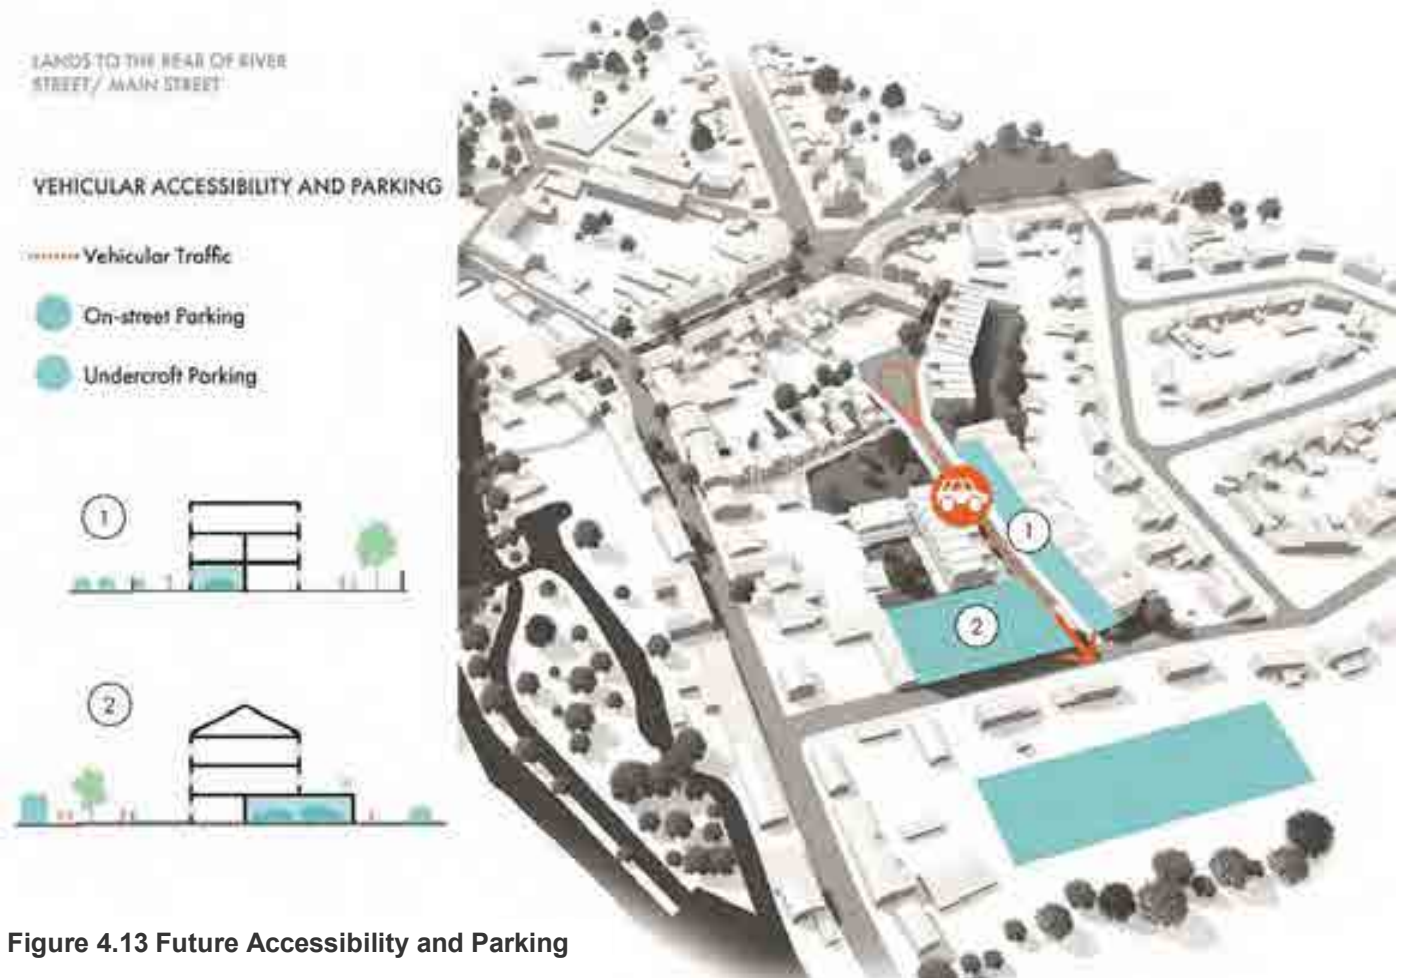 LANDS TO THE REAR OF RIVER
STREET/ MAIN STREET
VEHICULAR ACCESSIBILITY AND PARKING
Vehicular Traffic
On-street Parking
Undercroft Parking
1
2
1
2
Figure 4.13 Future Accessibility and Parking